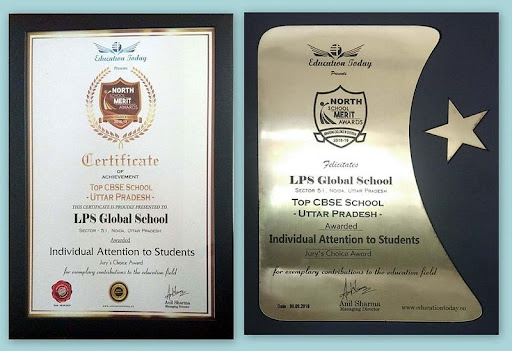 Education Today
Presents
NORTH
SCHOOL
MERIT
AWARDS
2018-19
Certificate
OF
ACHIEVEMENT
TOP CBSE SCHOOL
- UTTAR PRADESH -
THIS CERTIFICATE IS PROUDLY PRESENTED TO
LPS Global School
SECTOR - 51, NOIDA, UTTAR PRADESH
Awarded
Individual Attention to Students
Jury's Choice Award
for exemplary contributions to the education field
Anil Sharma
Managing Director
Education Today
Presents
NORTH
SCHOOL
MERIT
AWARDS
2018-19
Felicitates
LPS Global School
SECTOR 51, NOIDA, UTTAR PRADESH
TOP CBSE SCHOOL
- UTTAR PRADESH -
Awarded
Individual Attention to Students
Jury's Choice Award
for exemplary contributions to the education field
Anil Sharma
Managing Director
www.educationtoday.co